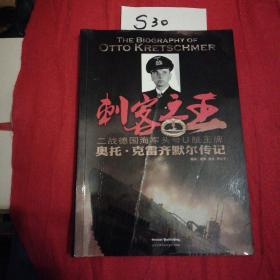 S30
THE BIOGRAPHY OF
OTTO KRETSCHMER
刺客之王
二战德国海军头号U艇王牌
奥托·克雷齐默尔传记